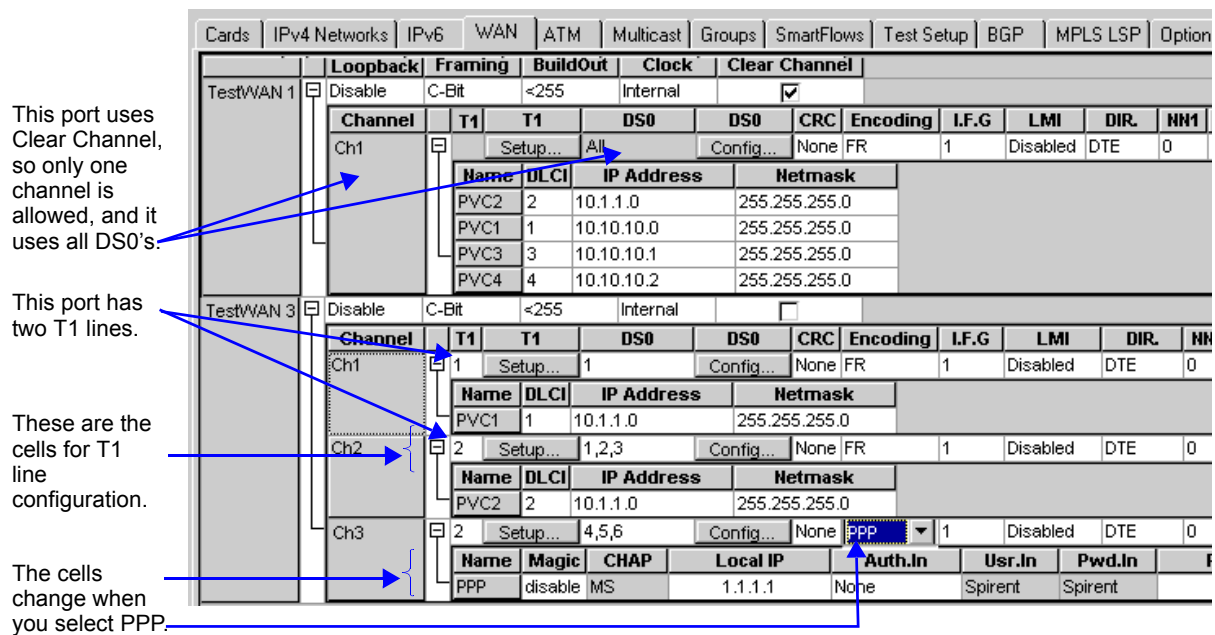 Cards IPv4 Networks IPv6 WAN ATM Multicast Groups SmartFlows Test Setup BGP MPLS LSP Option
Loopback Framing BuildOut Clock Clear Channel
TestWAN 1 Disable C-Bit <255 Internal
Channel T1 T1 DS0 DS0 CRC Encoding I.F.G LMI DIR. NN1
Ch1 Setup... All Config... None FR 1 Disabled DTE 0
Name DLCI IP Address Netmask
PVC2 2 10.1.1.0 255.255.255.0
PVC1 1 10.10.10.0 255.255.255.0
PVC3 3 10.10.10.1 255.255.255.0
PVC4 4 10.10.10.2 255.255.255.0
TestWAN 3 Disable C-Bit <255 Internal
Channel T1 T1 DS0 DS0 CRC Encoding I.F.G LMI DIR. NN
Ch1 1 Setup... 1 Config... None FR 1 Disabled DTE 0
Name DLCI IP Address Netmask
PVC1 1 10.1.1.0 255.255.255.0
Ch2 2 Setup... 1,2,3 Config... None FR 1 Disabled DTE 0
Name DLCI IP Address Netmask
PVC2 2 10.1.1.0 255.255.255.0
Ch3 2 Setup... 4,5,6 Config... None PPP 1 Disabled DTE 0
Name Magic CHAP Local IP Auth.In Usr.In Pwd.In
PPP disable MS 1.1.1.1 None Spirent Spirent
This port uses
Clear Channel,
so only one
channel is
allowed, and it
uses all DS0's.
This port has
two T1 lines.
These are the
cells for T1
line
configuration.
The cells
change when
you select PPP.